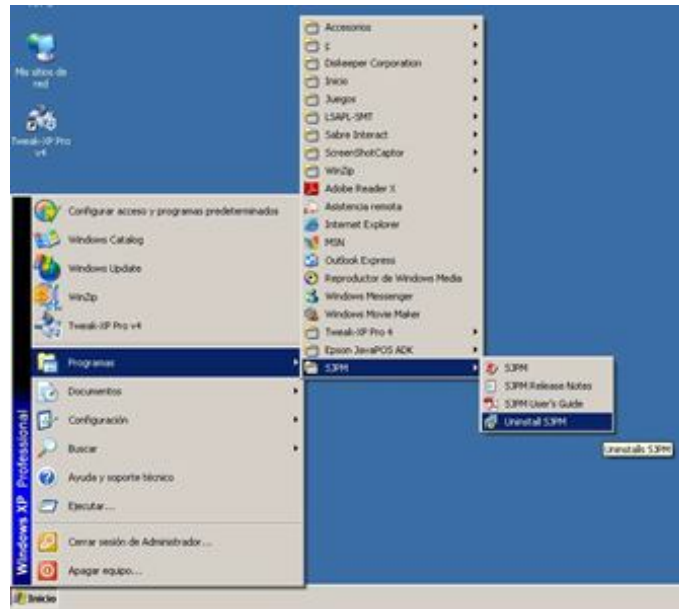 Mis sitios de
red
Tweak-XP Pro
v4
Configurar acceso y programas predeterminados
Windows Catalog
Windows Update
WinZip
Tweak-XP Pro v4
Programas
Documentos
Configuración
Buscar
Ayuda y soporte técnico
Ejecutar...
Cerrar sesión de Administrador...
Apagar equipo...
Windows XP Professional
Inicio
Accesorios
Diskeeper Corporation
Inicio
Juegos
LSAPL-SMT
Sabre Interact
ScreenShotCaptor
WinZip
Adobe Reader X
Asistencia remota
Internet Explorer
MSN
Outlook Express
Reproductor de Windows Media
Windows Messenger
Windows Movie Maker
Tweak-XP Pro 4
Epson JavaPOS ADK
SJPM
SJPM
SJPM Release Notes
SJPM User's Guide
Uninstall SJPM
Uninstalls SJPM